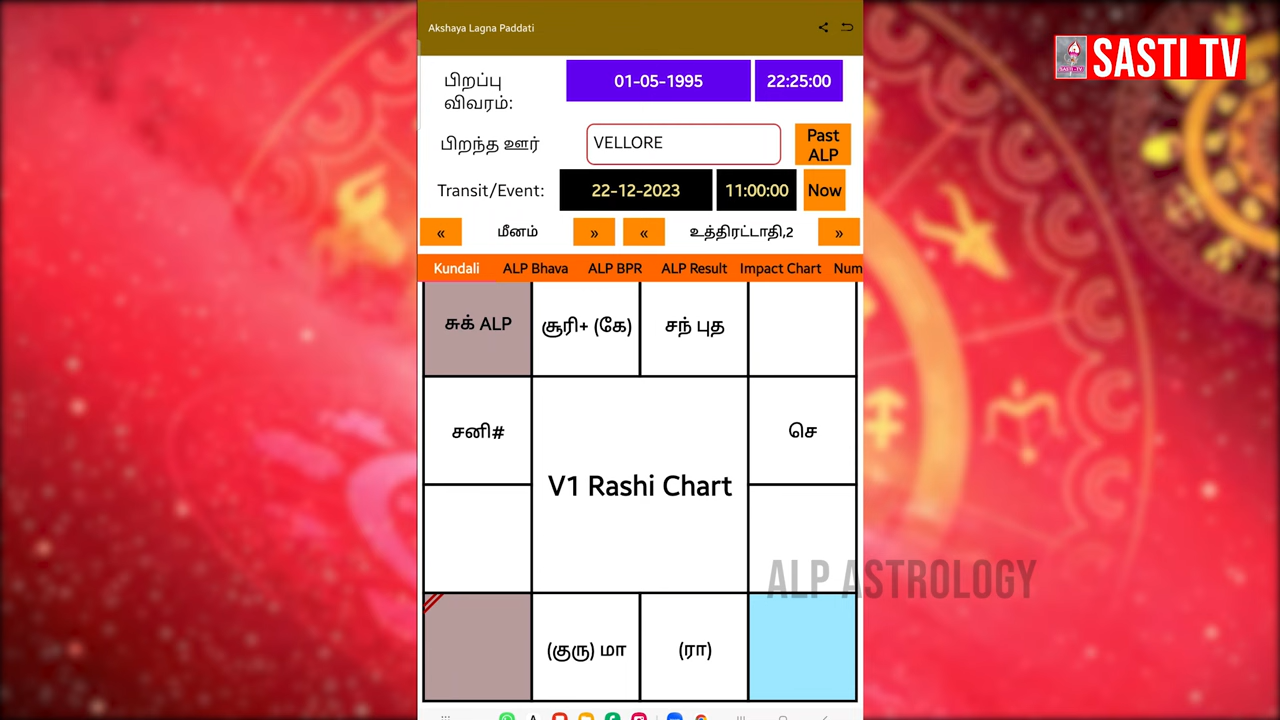 Akshaya Lagna Paddati
SASTI TV
பிறப்பு
விவரம்:
01-05-1995
22:25:00
பிறந்த ஊர்
VELLORE
Past
ALP
Transit/Event:
22-12-2023
11:00:00
Now
«
மீனம்
»
«
உத்திரட்டாதி,2
»
Kundali ALP Bhava ALP BPR ALP Result Impact Chart Num
சுக் ALP
சூரி+ (கே)
சந் புத
சனி#
செ
V1 Rashi Chart
ALP ASTROLOGY
(குரு) மா
(ரா)